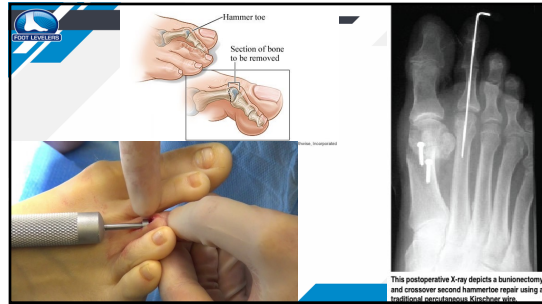 FOOT LEVELERS
Hammer toe
Section of bone
to be removed
This postoperative X-ray depicts a bunionectomy
and crossover second hammertoe repair using a
traditional percutaneous Kirschner wire.